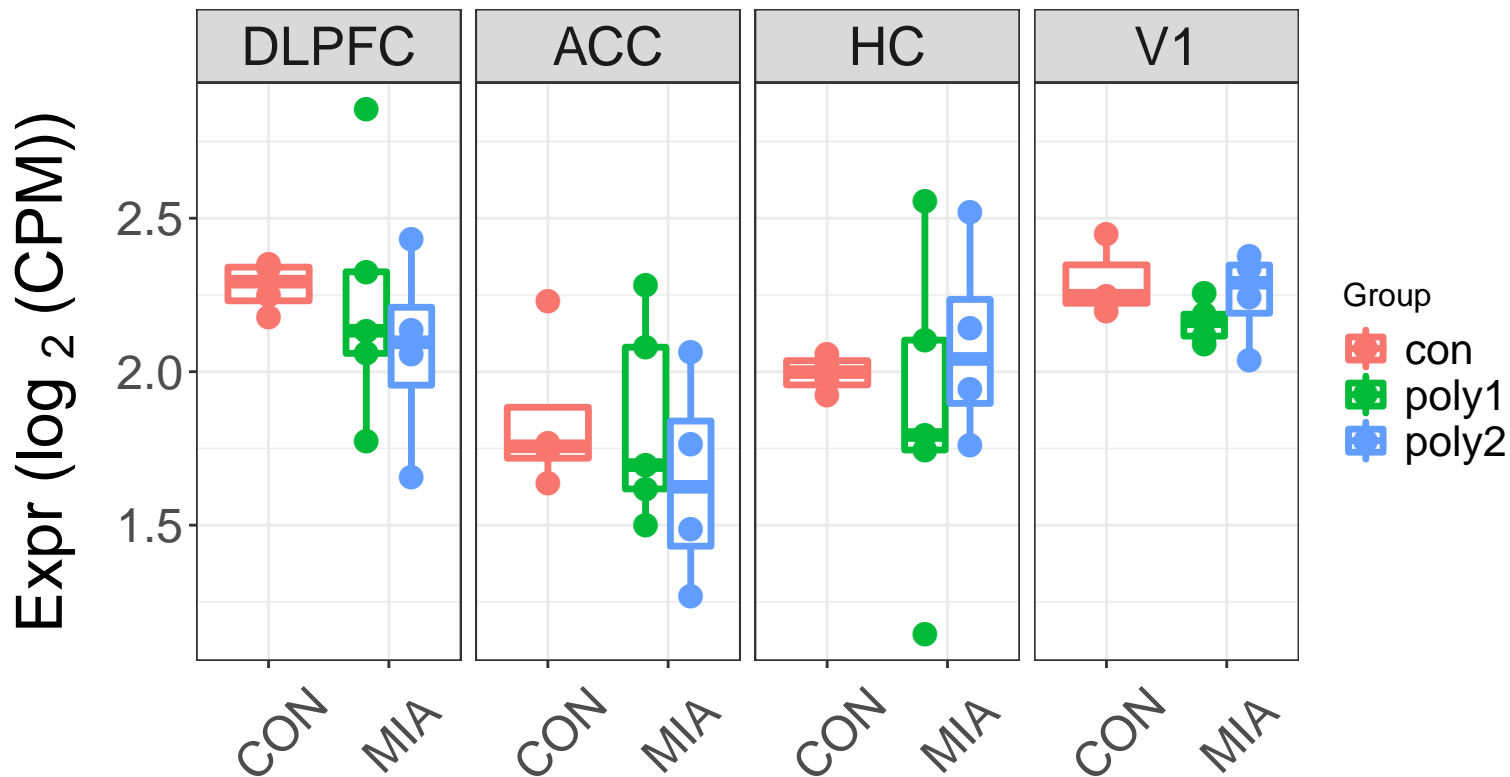 DLPFC ACC HC V1
Expr (log 2 (CPM))
2.5
2.0
1.5
CON MIA CON MIA CON MIA CON MIA
Group
con
poly1
poly2